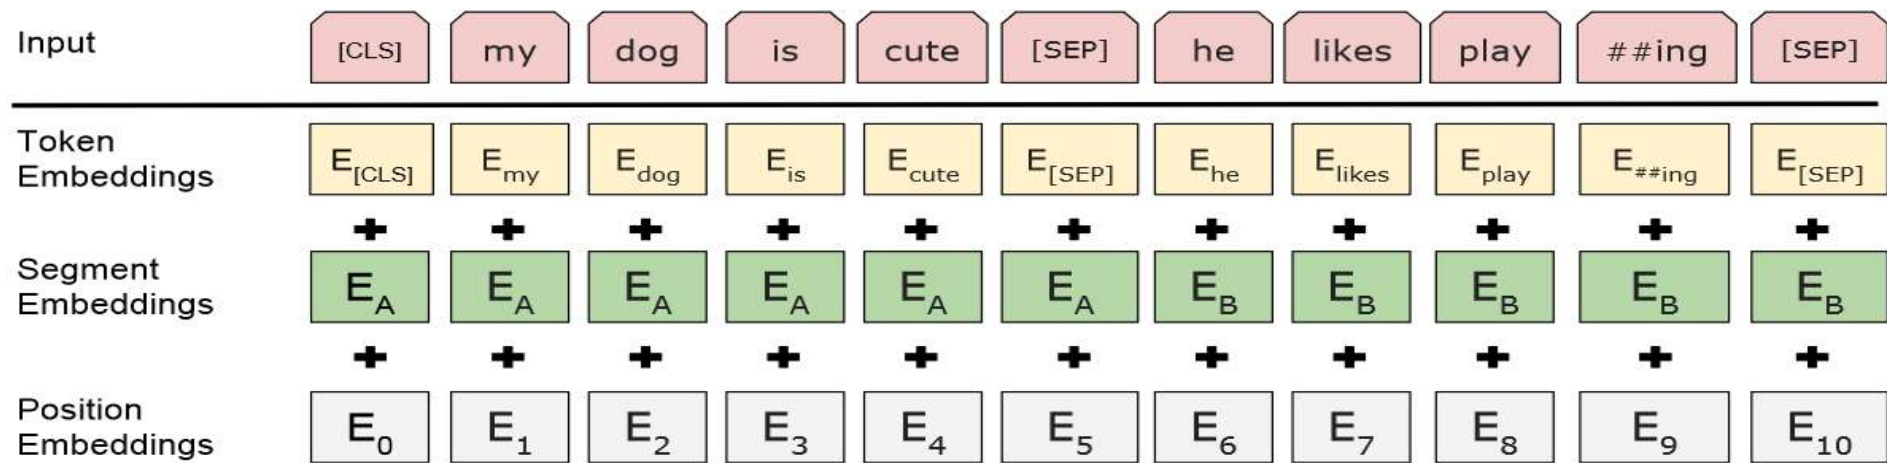 Input [CLS] my dog is cute [SEP] he likes play ##ing [SEP]
Token Embeddings E[CLS] Emy Edog Eis Ecute E[SEP] Ehe Elikes Eplay E##ing E[SEP]
+ + + + + + + + + + +
Segment Embeddings EA EA EA EA EA EA EB EB EB EB EB
+ + + + + + + + + + +
Position Embeddings E0 E1 E2 E3 E4 E5 E6 E7 E8 E9 E10